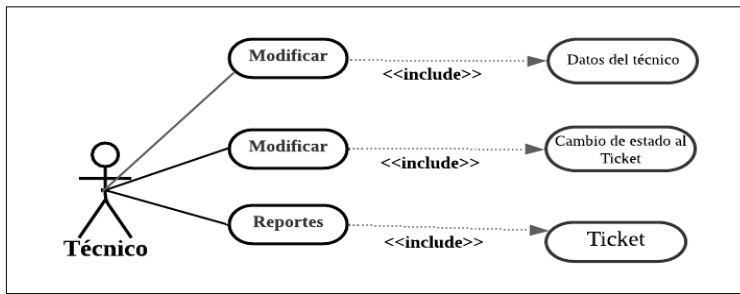 Modificar
<<include>>
Datos del técnico
Modificar
<<include>>
Cambio de estado al
Ticket
Reportes
<<include>>
Ticket
Técnico